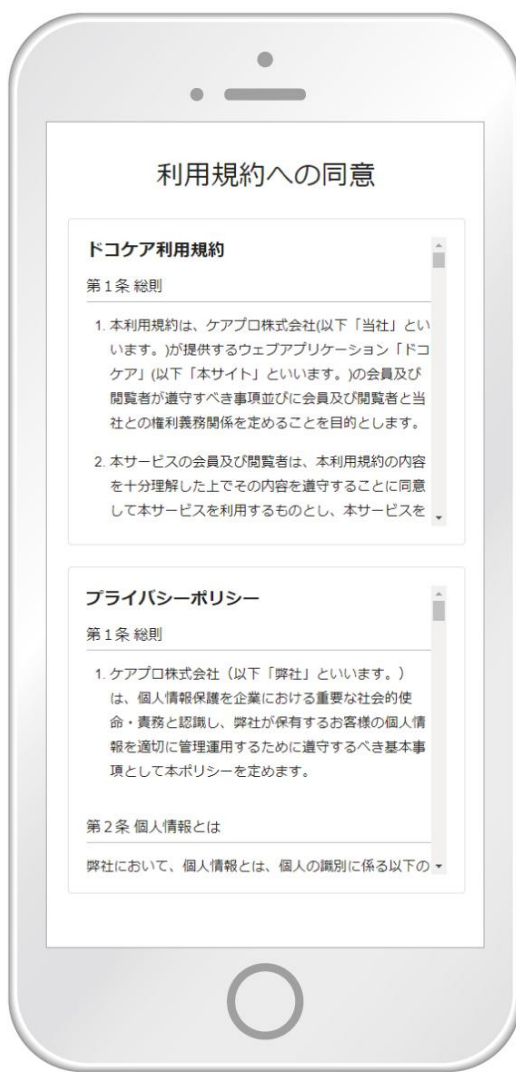 利用規約への同意
ドコケア利用規約
第1条 総則
1. 本利用規約は、ケアプロ株式会社(以下「当社」とい
います。)が提供するウェブアプリケーション「ドコ
ケア」(以下「本サイト」といいます。)の会員及び
閲覧者が遵守すべき事項並びに会員及び閲覧者と当
社との権利義務関係を定めることを目的とします。
2. 本サービスの会員及び閲覧者は、本利用規約の内容
を十分理解した上でその内容を遵守することに同意
して本サービスを利用するものとし、本サービスを
プライバシーポリシー
第1条 総則
1. ケアプロ株式会社（以下「弊社」といいます。）
は、個人情報保護を企業における重要な社会的使
命・責務と認識し、弊社が保有するお客様の個人情
報を適切に管理運用するために遵守するべき基本事
項として本ポリシーを定めます。
第2条 個人情報とは
弊社において、個人情報とは、個人の識別に係る以下の